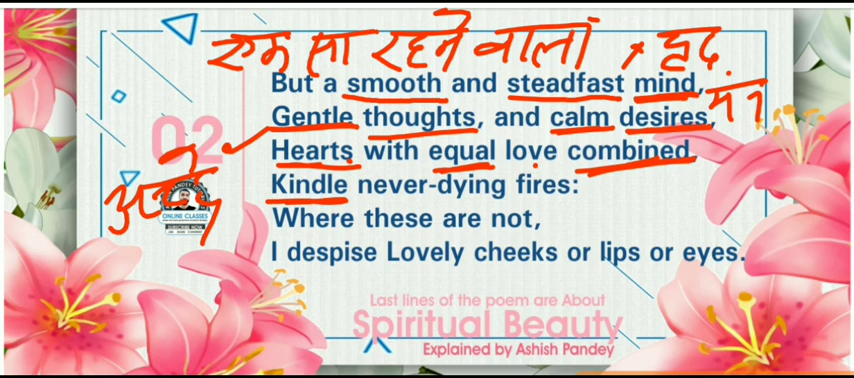 एक सा रहने वाला
But a smooth and steadfast mind,
Gentle thoughts, and calm desires,
02
Hearts with equal love combined
Kindle never-dying fires:
ONLINE CLASSES
SUBSCRIBE NOW
Where these are not,
I despise Lovely cheeks or lips or eyes.
Last lines of the poem are About
Spiritual Beauty
Explained by Ashish Pandey